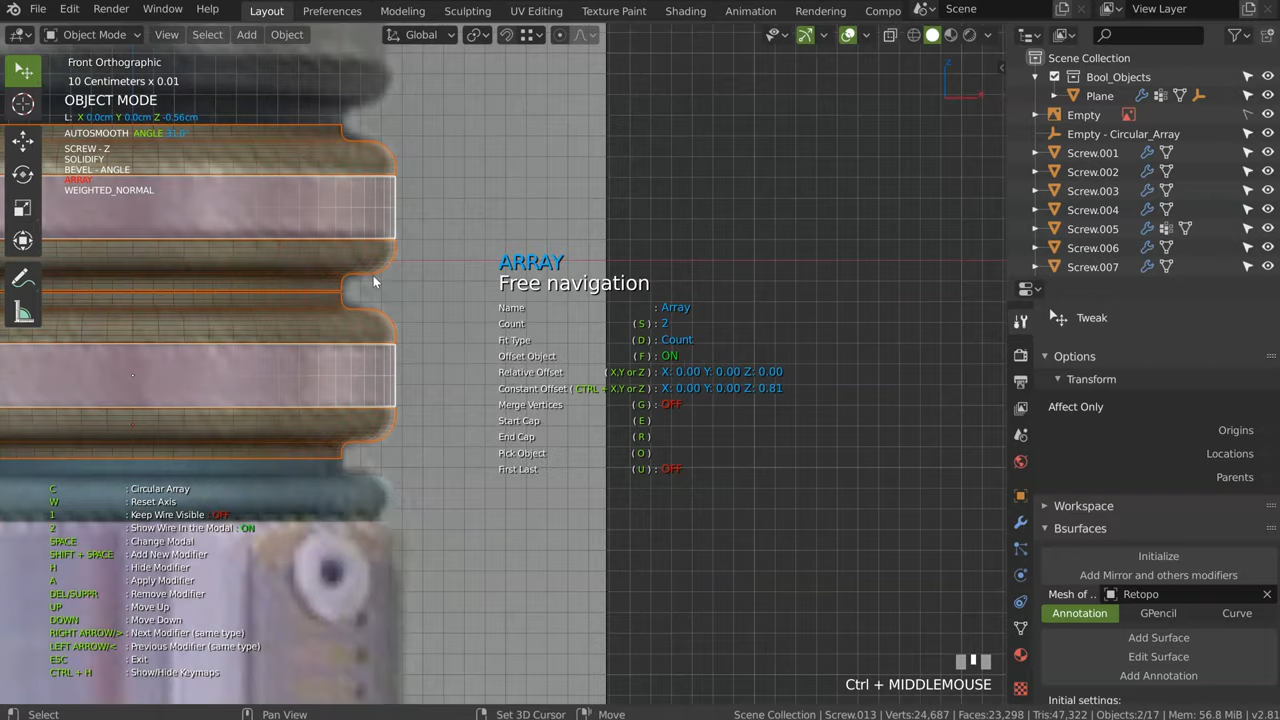 File Edit Render Window Help Layout Preferences Modeling Sculpting UV Editing Texture Paint Shading Animation Rendering Compo Scene View Layer
Object Mode View Select Add Object Global
Front Orthographic
10 Centimeters x 0.01
OBJECT MODE
L: X 0.0cm Y 0.0cm Z -0.56cm
AUTOSMOOTH ANGLE 31.0°
SCREW - Z
SOLIDIFY
BEVEL - ANGLE
ARRAY
WEIGHTED_NORMAL
ARRAY
Free navigation
Name : Array
Count ( S ) : 2
Fit Type ( D ) : Count
Offset Object ( F ) : ON
Relative Offset ( X,Y or Z ) : X: 0.00 Y: 0.00 Z: 0.00
Constant Offset ( CTRL + X,Y or Z ) : X: 0.00 Y: 0.00 Z: 0.81
Merge Vertices ( G ) : OFF
Start Cap ( E )
End Cap ( R )
Pick Object ( O )
First Last ( U ) : OFF
C : Circular Array
W : Reset Axis
1 : Keep Wire Visible : OFF
2 : Show Wire In the Modal : ON
SPACE : Change Modal
SHIFT + SPACE : Add New Modifier
H : Hide Modifier
A : Apply Modifier
DEL/SUPPR : Remove Modifier
UP : Move Up
DOWN : Move Down
RIGHT ARROW/> : Next Modifier (same type)
LEFT ARROW/< : Previous Modifier (same type)
ESC : Exit
CTRL + H : Show/Hide Keymaps
Ctrl + MIDDLEMOUSE
Scene Collection
Bool_Objects
Plane
Empty
Empty - Circular_Array
Screw.001
Screw.002
Screw.003
Screw.004
Screw.005
Screw.006
Screw.007
Tweak
Options
Transform
Affect Only
Origins
Locations
Parents
Workspace
Bsurfaces
Initialize
Add Mirror and others modifiers
Mesh of .. Retopo
Annotation GPencil Curve
Add Surface
Edit Surface
Add Annotation
Initial settings:
Select Pan View Set 3D Cursor Move Scene Collection | Screw.013 | Verts:24,687 | Faces:23,298 | Tris:47,322 | Objects:2/17 | Mem: 56.8 MiB | v2.81